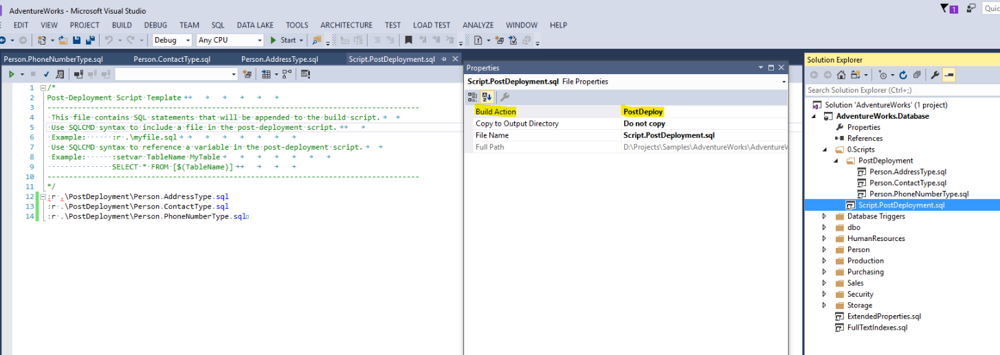 AdventureWorks - Microsoft Visual Studio
1
Quic
EDIT VIEW PROJECT BUILD DEBUG TEAM SQL DATA LAKE TOOLS ARCHITECTURE TEST LOAD TEST ANALYZE WINDOW HELP
Debug Any CPU Start
Person.PhoneNumberType.sql Person.ContactType.sql Person.AddressType.sql Script.PostDeployment.sql
1 /*
2 Post-Deployment Script Template
3 --------------------------------------------------------------------------------------
4 This file contains SQL statements that will be appended to the build script.
5 Use SQLCMD syntax to include a file in the post-deployment script.
6 Example: :r .\myfile.sql
7 Use SQLCMD syntax to reference a variable in the post-deployment script.
8 Example: :setvar TableName MyTable
9 SELECT * FROM [$(TableName)]
10 --------------------------------------------------------------------------------------
11 */
12 :r .\PostDeployment\Person.AddressType.sql
13 :r .\PostDeployment\Person.ContactType.sql
14 :r .\PostDeployment\Person.PhoneNumberType.sql
Properties
Script.PostDeployment.sql File Properties
Build Action PostDeploy
Copy to Output Directory Do not copy
File Name Script.PostDeployment.sql
Full Path D:\Projects\Samples\AdventureWorks\AdventureW
Solution Explorer
Search Solution Explorer (Ctrl+;)
Solution 'AdventureWorks' (1 project)
AdventureWorks.Database
Properties
References
0.Scripts
PostDeployment
Person.AddressType.sql
Person.ContactType.sql
Person.PhoneNumberType.sql
Script.PostDeployment.sql
Database Triggers
dbo
HumanResources
Person
Production
Purchasing
Sales
Security
Storage
ExtendedProperties.sql
FullTextIndexes.sql